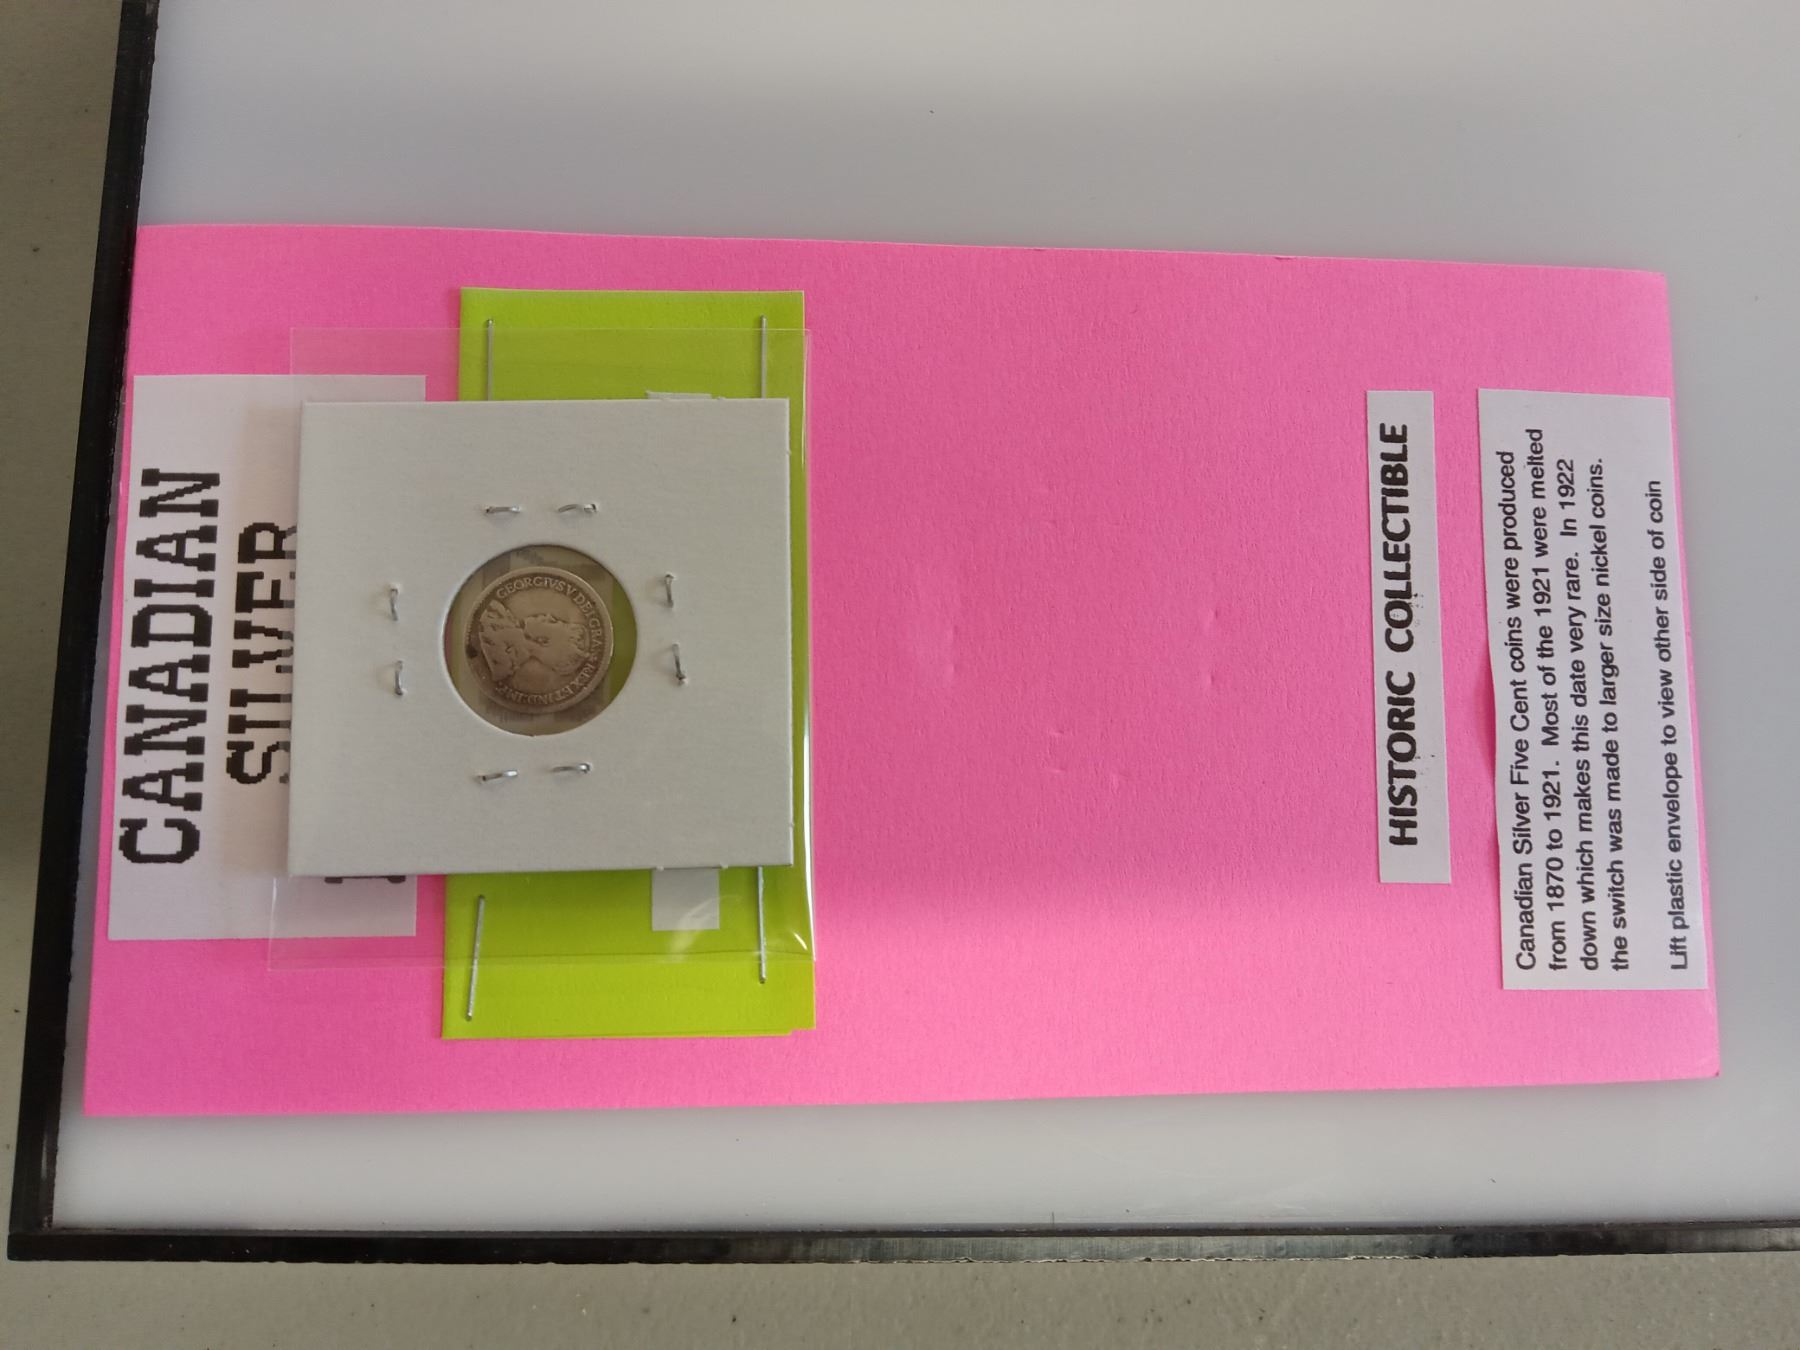 CANADIAN
SILVER
GEORGIVS V DEI GRA: REX ET IND: IMP:
HISTORIC COLLECTIBLE
Canadian Silver Five Cent coins were produced
from 1870 to 1921. Most of the 1921 were melted
down which makes this date very rare. In 1922
the switch was made to larger size nickel coins.
Lift plastic envelope to view other side of coin